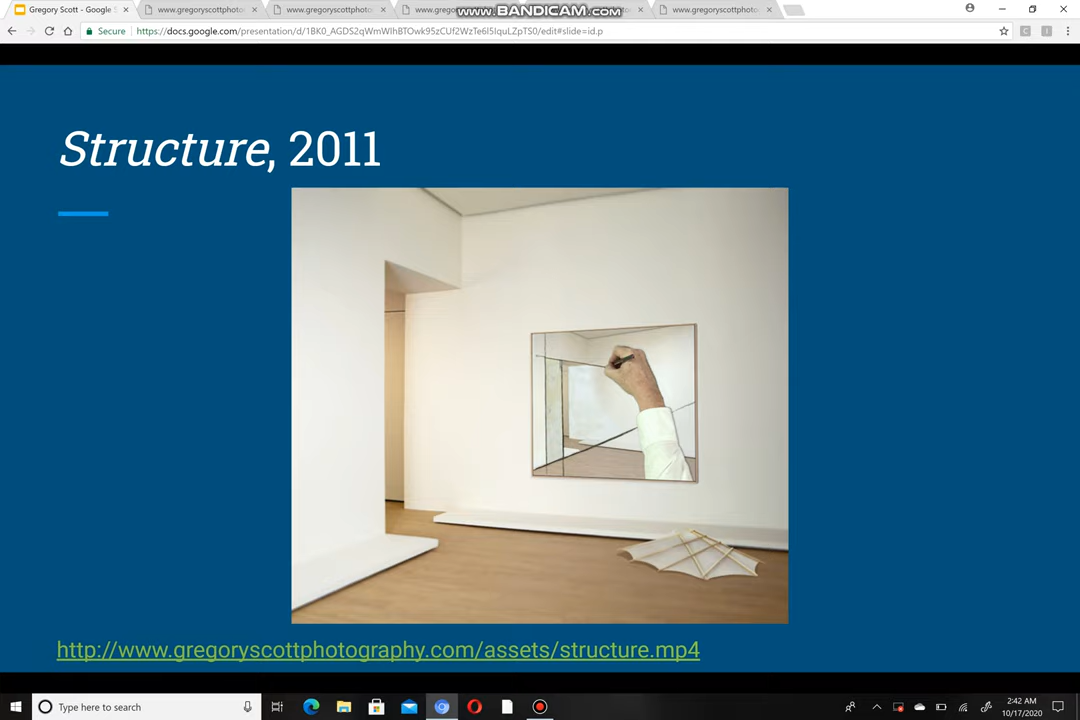 Gregory Scott - Google S
www.gregoryscottphoto
www.gregoryscottphoto
www.greg
www.BANDICAM.com
www.gregoryscottphoto
Secure
https://docs.google.com/presentation/d/1BK0_AGDS2qWmWIhBTOwk95zCUf2WzTe6I5IquLZpTS0/edit#slide=id.p
Structure, 2011
http://www.gregoryscottphotography.com/assets/structure.mp4
Type here to search
2:42 AM
10/17/2020